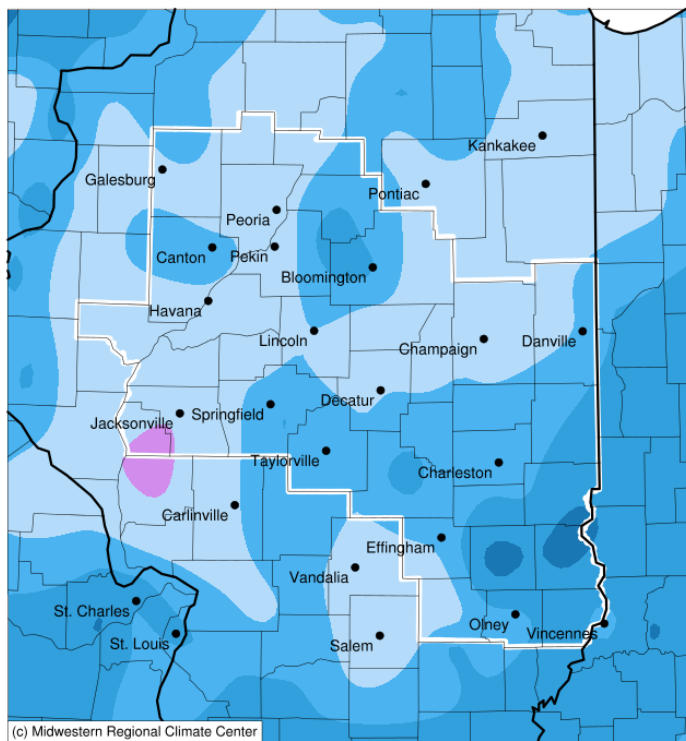 Kankakee
Galesburg
Pontiac
Peoria
Canton
Pekin
Bloomington
Havana
Lincoln
Champaign
Danville
Decatur
Jacksonville
Springfield
Taylorville
Charleston
Carlinville
Effingham
Vandalia
St. Charles
Olney
Vincennes
St. Louis
Salem
(c) Midwestern Regional Climate Center